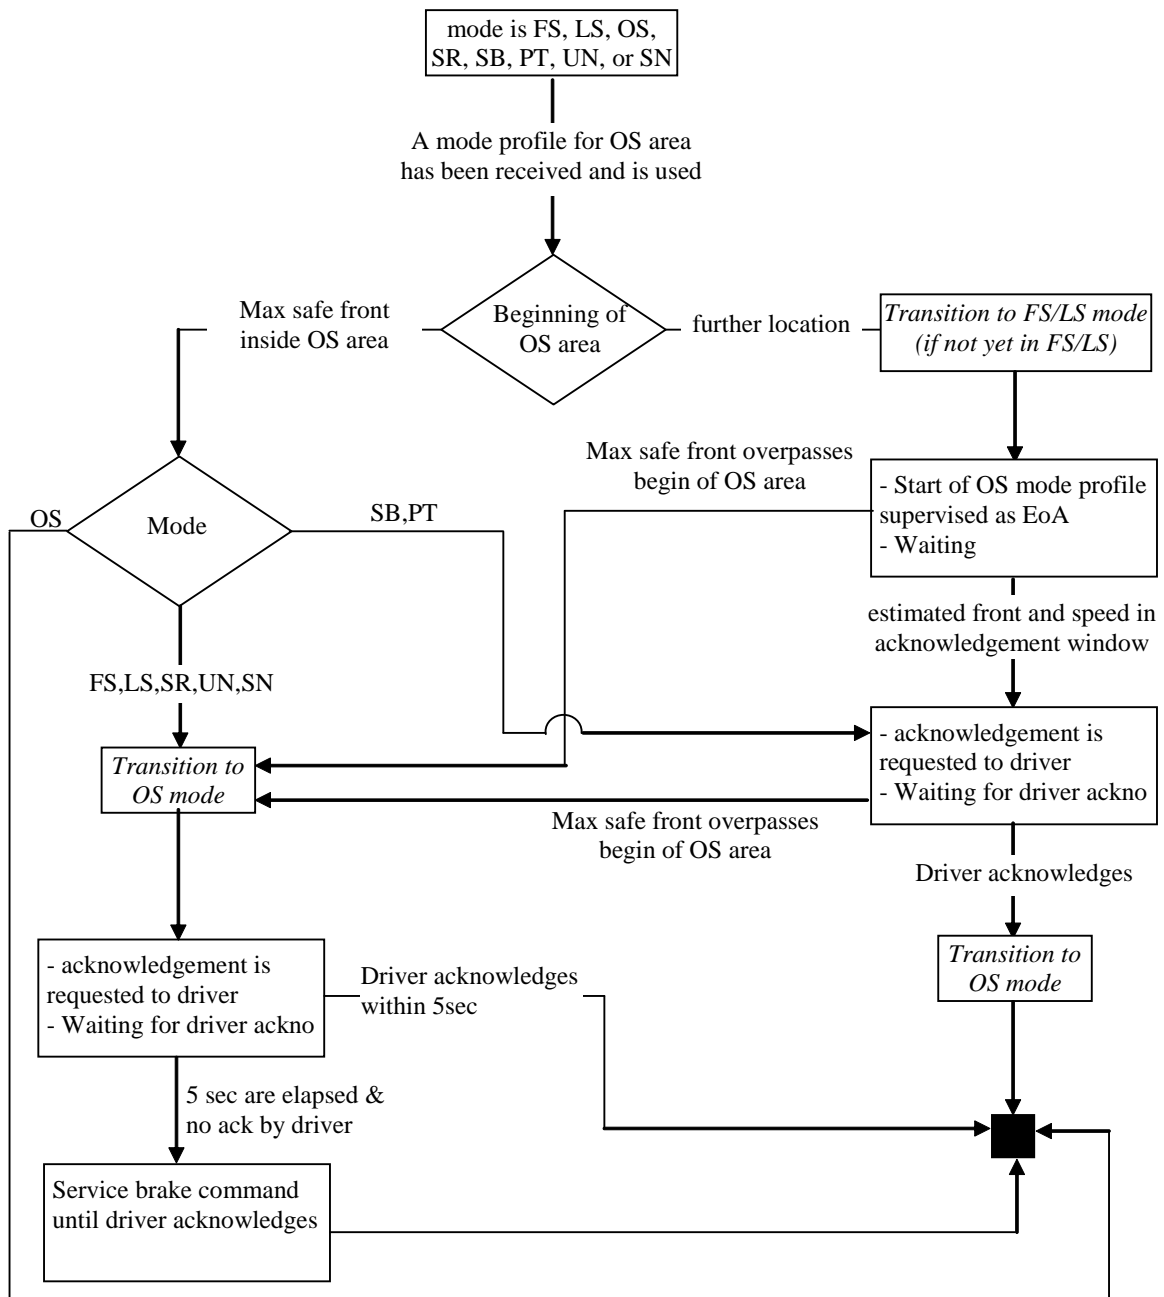 mode is FS, LS, OS,
SR, SB, PT, UN, or SN
A mode profile for OS area
has been received and is used
Beginning of
OS area
Max safe front
inside OS area
further location
Transition to FS/LS mode
(if not yet in FS/LS)
Max safe front overpasses
begin of OS area
- Start of OS mode profile
supervised as EoA
- Waiting
OS
Mode
SB,PT
estimated front and speed in
acknowledgement window
FS,LS,SR,UN,SN
- acknowledgement is
requested to driver
- Waiting for driver ackno
Transition to
OS mode
Max safe front overpasses
begin of OS area
Driver acknowledges
Transition to
OS mode
- acknowledgement is
requested to driver
- Waiting for driver ackno
Driver acknowledges
within 5sec
5 sec are elapsed &
no ack by driver
Service brake command
until driver acknowledges